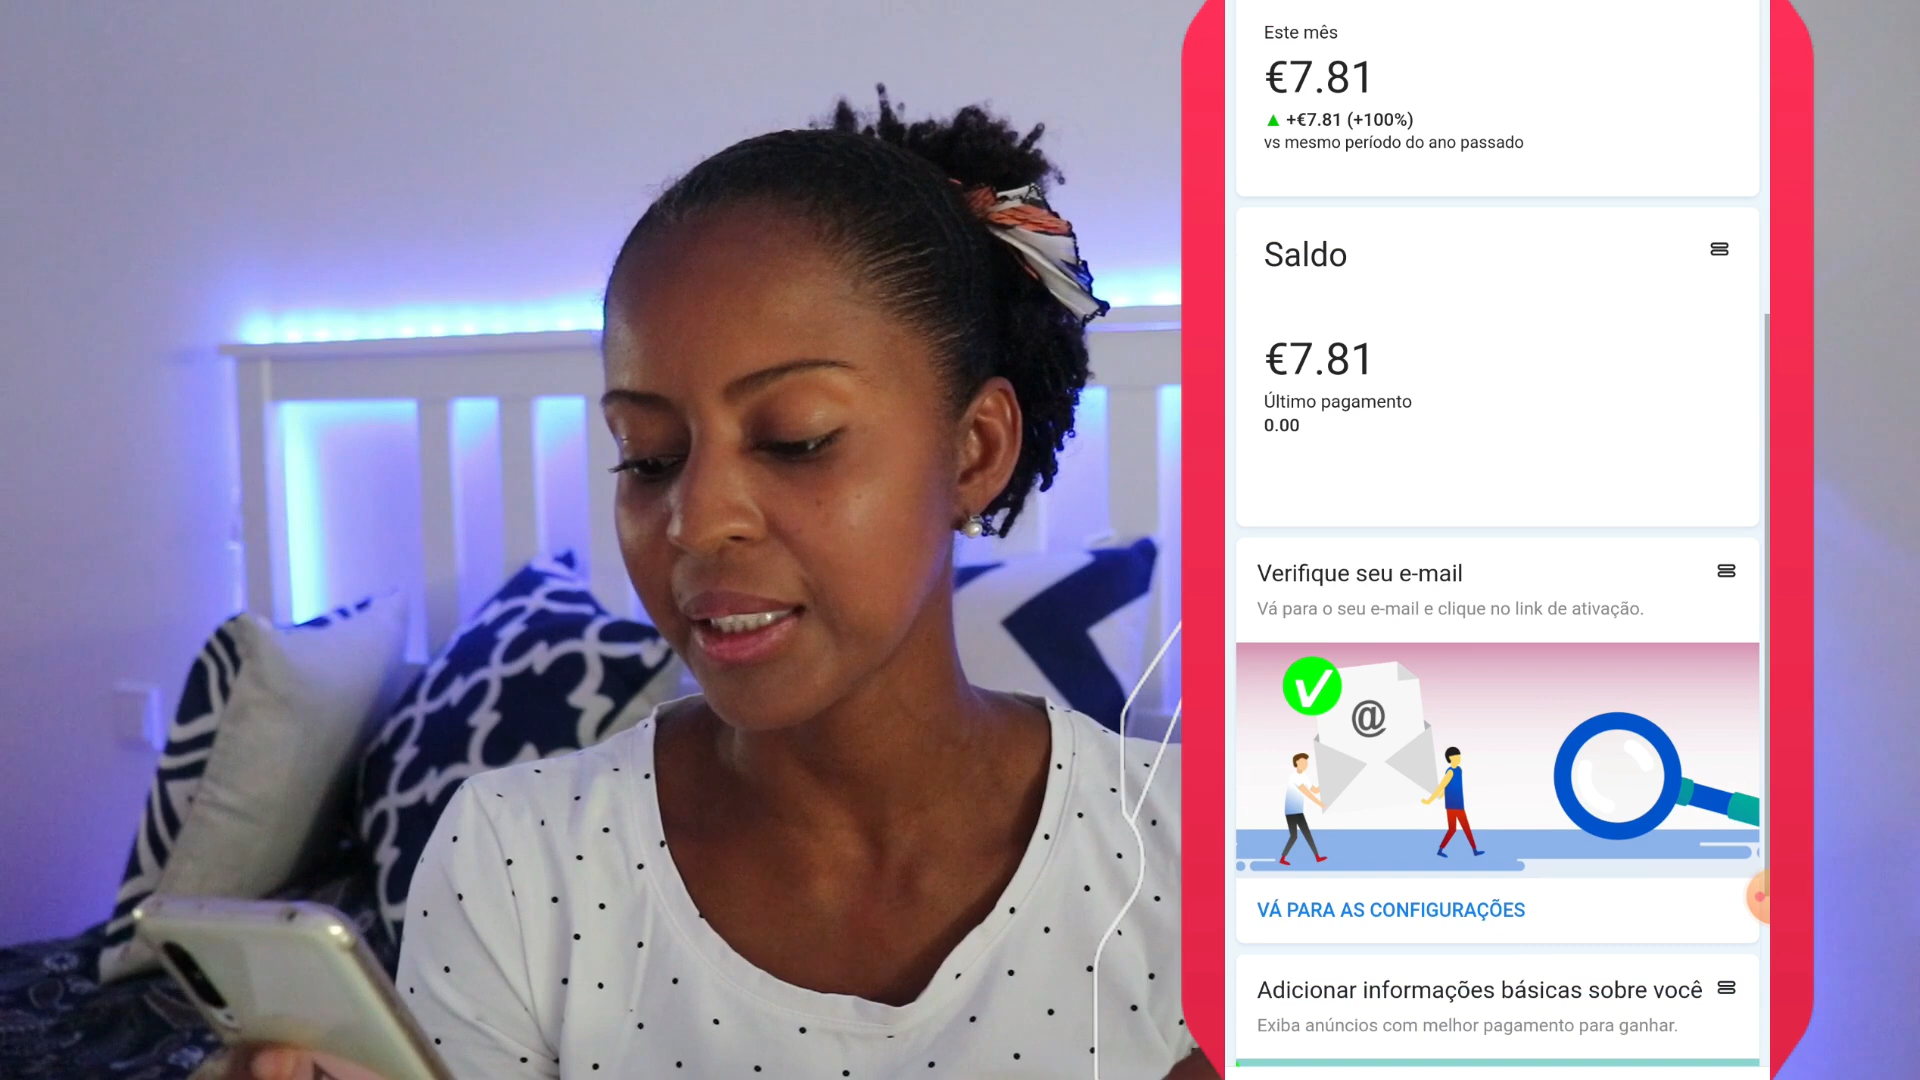 Este mês
€7.81
▲ +€7.81 (+100%)
vs mesmo período do ano passado
Saldo
€7.81
Último pagamento
0.00
Verifique seu e-mail
Vá para o seu e-mail e clique no link de ativação.
@
VÁ PARA AS CONFIGURAÇÕES
Adicionar informações básicas sobre você
Exiba anúncios com melhor pagamento para ganhar.